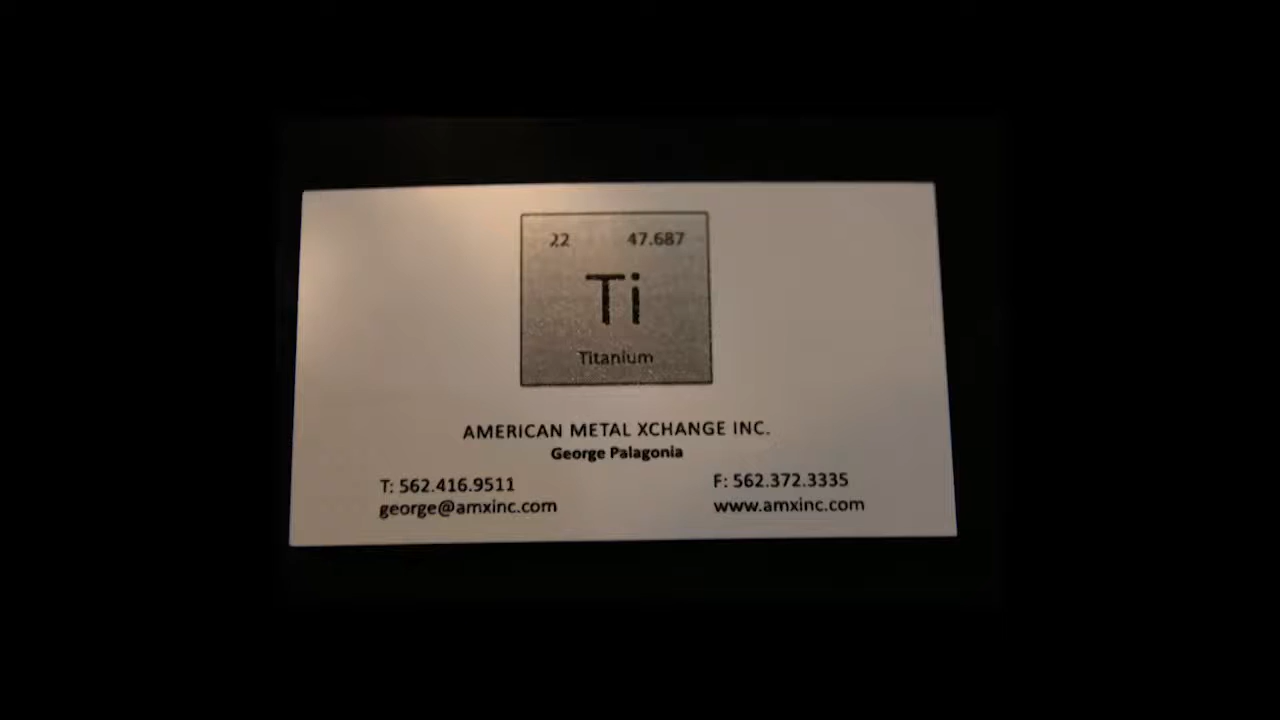 22 47.687
Ti
Titanium
AMERICAN METAL XCHANGE INC.
George Palagonia
T: 562.416.9511 F: 562.372.3335
george@amxinc.com www.amxinc.com